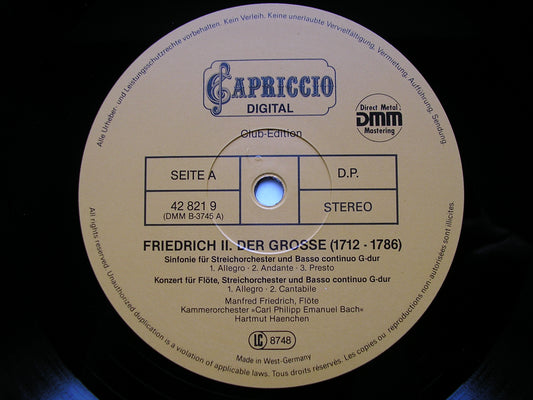 Alle Urheber- und Leistungsschutzrechte vorbehalten. Kein Verleih. Keine unerlaubte Vervielfältigung, Vermietung, Aufführung, Sendung.
CAPRICCIO
DIGITAL
Direct Metal
DMM
Mastering
Club-Edition
SEITE A
D.P.
42 821 9
(DMM B-3745 A)
STEREO
FRIEDRICH II. DER GROSSE (1712 - 1786)
Sinfonie für Streichorchester und Basso continuo G-dur
1. Allegro · 2. Andante · 3. Presto
Konzert für Flöte, Streichorchester und Basso continuo G-dur
1. Allegro · 2. Cantabile
Manfred Friedrich, Flöte
Kammerorchester »Carl Philipp Emanuel Bach«
Hartmut Haenchen
LC 8748
Made in West-Germany
All rights reserved. Unauthorized duplication is a violation of applicable laws. Tous droits réservés. Les copies ou reproductions non-autorisées sont illicites.